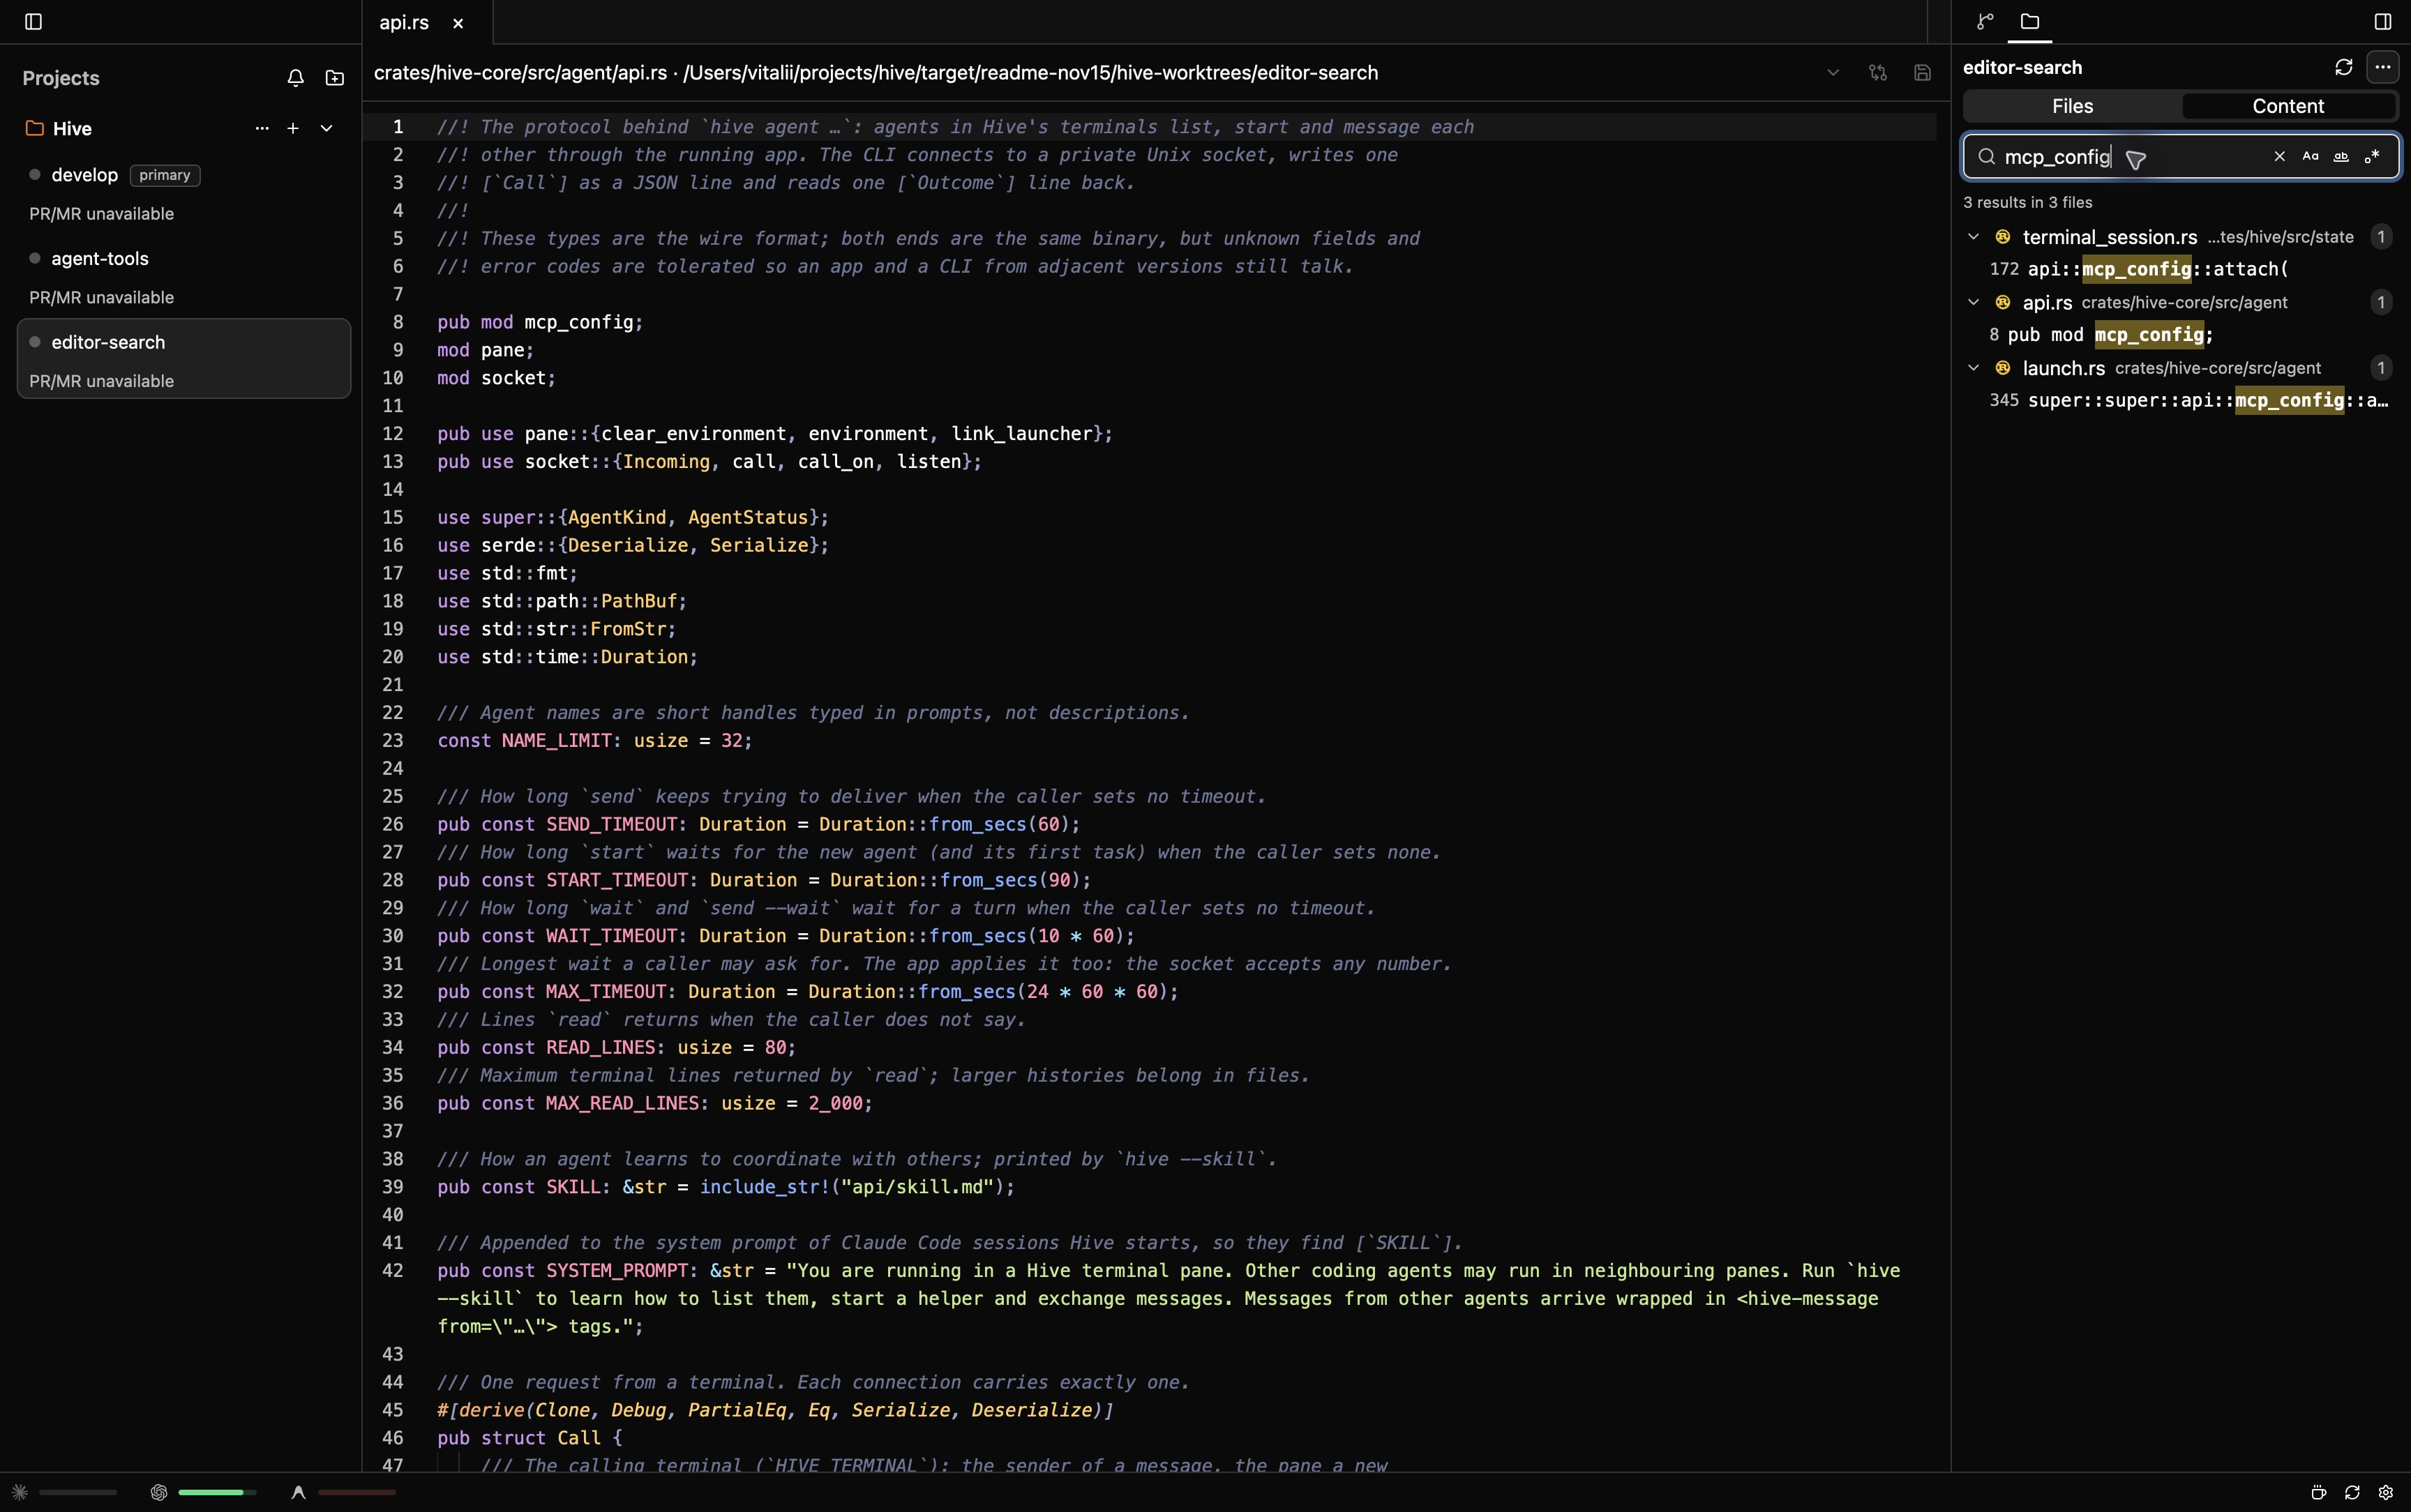 api.rs
Projects
Hive
develop primary
PR/MR unavailable
agent-tools
PR/MR unavailable
editor-search
PR/MR unavailable
crates/hive-core/src/agent/api.rs · /Users/vitalii/projects/hive/target/readme-nov15/hive-worktrees/editor-search
1 //! The protocol behind `hive agent …`: agents in Hive's terminals list, start and message each
2 //! other through the running app. The CLI connects to a private Unix socket, writes one
3 //! [`Call`] as a JSON line and reads one [`Outcome`] line back.
4 //!
5 //! These types are the wire format; both ends are the same binary, but unknown fields and
6 //! error codes are tolerated so an app and a CLI from adjacent versions still talk.
7
8 pub mod mcp_config;
9 mod pane;
10 mod socket;
11
12 pub use pane::{clear_environment, environment, link_launcher};
13 pub use socket::{Incoming, call, call_on, listen};
14
15 use super::{AgentKind, AgentStatus};
16 use serde::{Deserialize, Serialize};
17 use std::fmt;
18 use std::path::PathBuf;
19 use std::str::FromStr;
20 use std::time::Duration;
21
22 /// Agent names are short handles typed in prompts, not descriptions.
23 const NAME_LIMIT: usize = 32;
24
25 /// How long `send` keeps trying to deliver when the caller sets no timeout.
26 pub const SEND_TIMEOUT: Duration = Duration::from_secs(60);
27 /// How long `start` waits for the new agent (and its first task) when the caller sets none.
28 pub const START_TIMEOUT: Duration = Duration::from_secs(90);
29 /// How long `wait` and `send --wait` wait for a turn when the caller sets no timeout.
30 pub const WAIT_TIMEOUT: Duration = Duration::from_secs(10 * 60);
31 /// Longest wait a caller may ask for. The app applies it too: the socket accepts any number.
32 pub const MAX_TIMEOUT: Duration = Duration::from_secs(24 * 60 * 60);
33 /// Lines `read` returns when the caller does not say.
34 pub const READ_LINES: usize = 80;
35 /// Maximum terminal lines returned by `read`; larger histories belong in files.
36 pub const MAX_READ_LINES: usize = 2_000;
37
38 /// How an agent learns to coordinate with others; printed by `hive --skill`.
39 pub const SKILL: &str = include_str!("api/skill.md");
40
41 /// Appended to the system prompt of Claude Code sessions Hive starts, so they find [`SKILL`].
42 pub const SYSTEM_PROMPT: &str = "You are running in a Hive terminal pane. Other coding agents may run in neighbouring panes. Run `hive
--skill` to learn how to list them, start a helper and exchange messages. Messages from other agents arrive wrapped in <hive-message
from=\"…\"> tags.";
43
44 /// One request from a terminal. Each connection carries exactly one.
45 #[derive(Clone, Debug, PartialEq, Eq, Serialize, Deserialize)]
46 pub struct Call {
47 /// The calling terminal (`HIVE_TERMINAL`): the sender of a message, the pane a new
editor-search
Files Content
mcp_config Aa ab .*
3 results in 3 files
terminal_session.rs ...tes/hive/src/state 1
172 api::mcp_config::attach(
api.rs crates/hive-core/src/agent 1
8 pub mod mcp_config;
launch.rs crates/hive-core/src/agent 1
345 super::super::api::mcp_config::a…